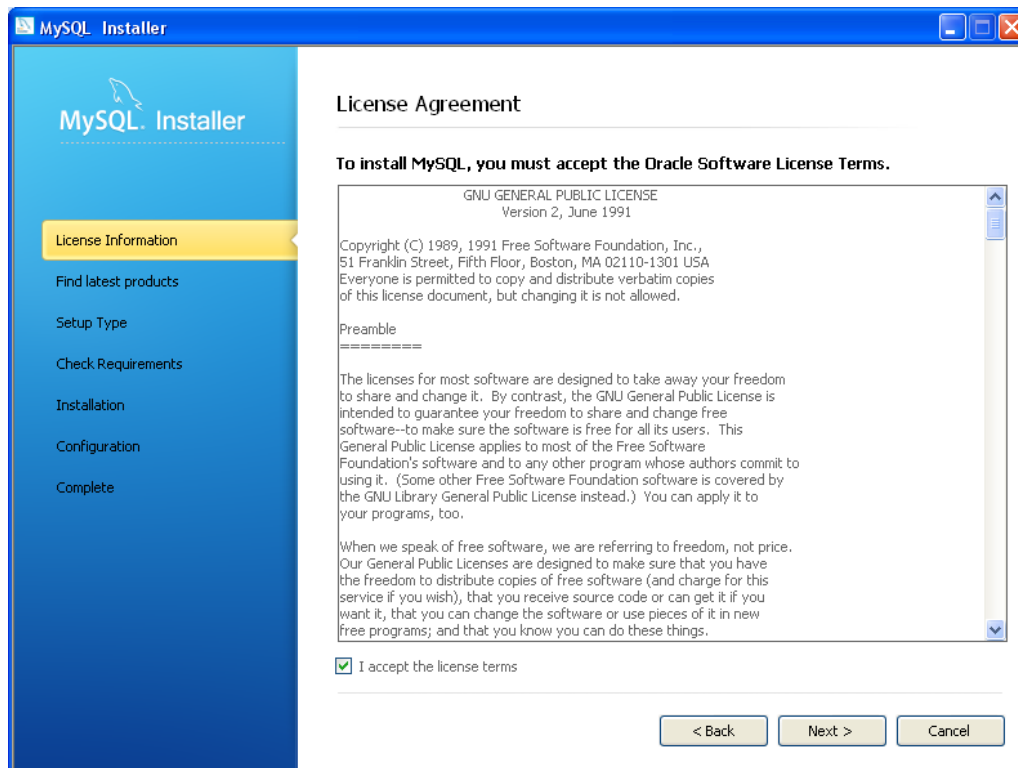 MySQL Installer
MySQL. Installer
License Information
Find latest products
Setup Type
Check Requirements
Installation
Configuration
Complete
License Agreement
To install MySQL, you must accept the Oracle Software License Terms.
GNU GENERAL PUBLIC LICENSE
Version 2, June 1991
Copyright (C) 1989, 1991 Free Software Foundation, Inc.,
51 Franklin Street, Fifth Floor, Boston, MA 02110-1301 USA
Everyone is permitted to copy and distribute verbatim copies
of this license document, but changing it is not allowed.
Preamble
========
The licenses for most software are designed to take away your freedom
to share and change it. By contrast, the GNU General Public License is
intended to guarantee your freedom to share and change free
software--to make sure the software is free for all its users. This
General Public License applies to most of the Free Software
Foundation's software and to any other program whose authors commit to
using it. (Some other Free Software Foundation software is covered by
the GNU Library General Public License instead.) You can apply it to
your programs, too.
When we speak of free software, we are referring to freedom, not price.
Our General Public Licenses are designed to make sure that you have
the freedom to distribute copies of free software (and charge for this
service if you wish), that you receive source code or can get it if you
want it, that you can change the software or use pieces of it in new
free programs; and that you know you can do these things.
I accept the license terms
< Back
Next >
Cancel